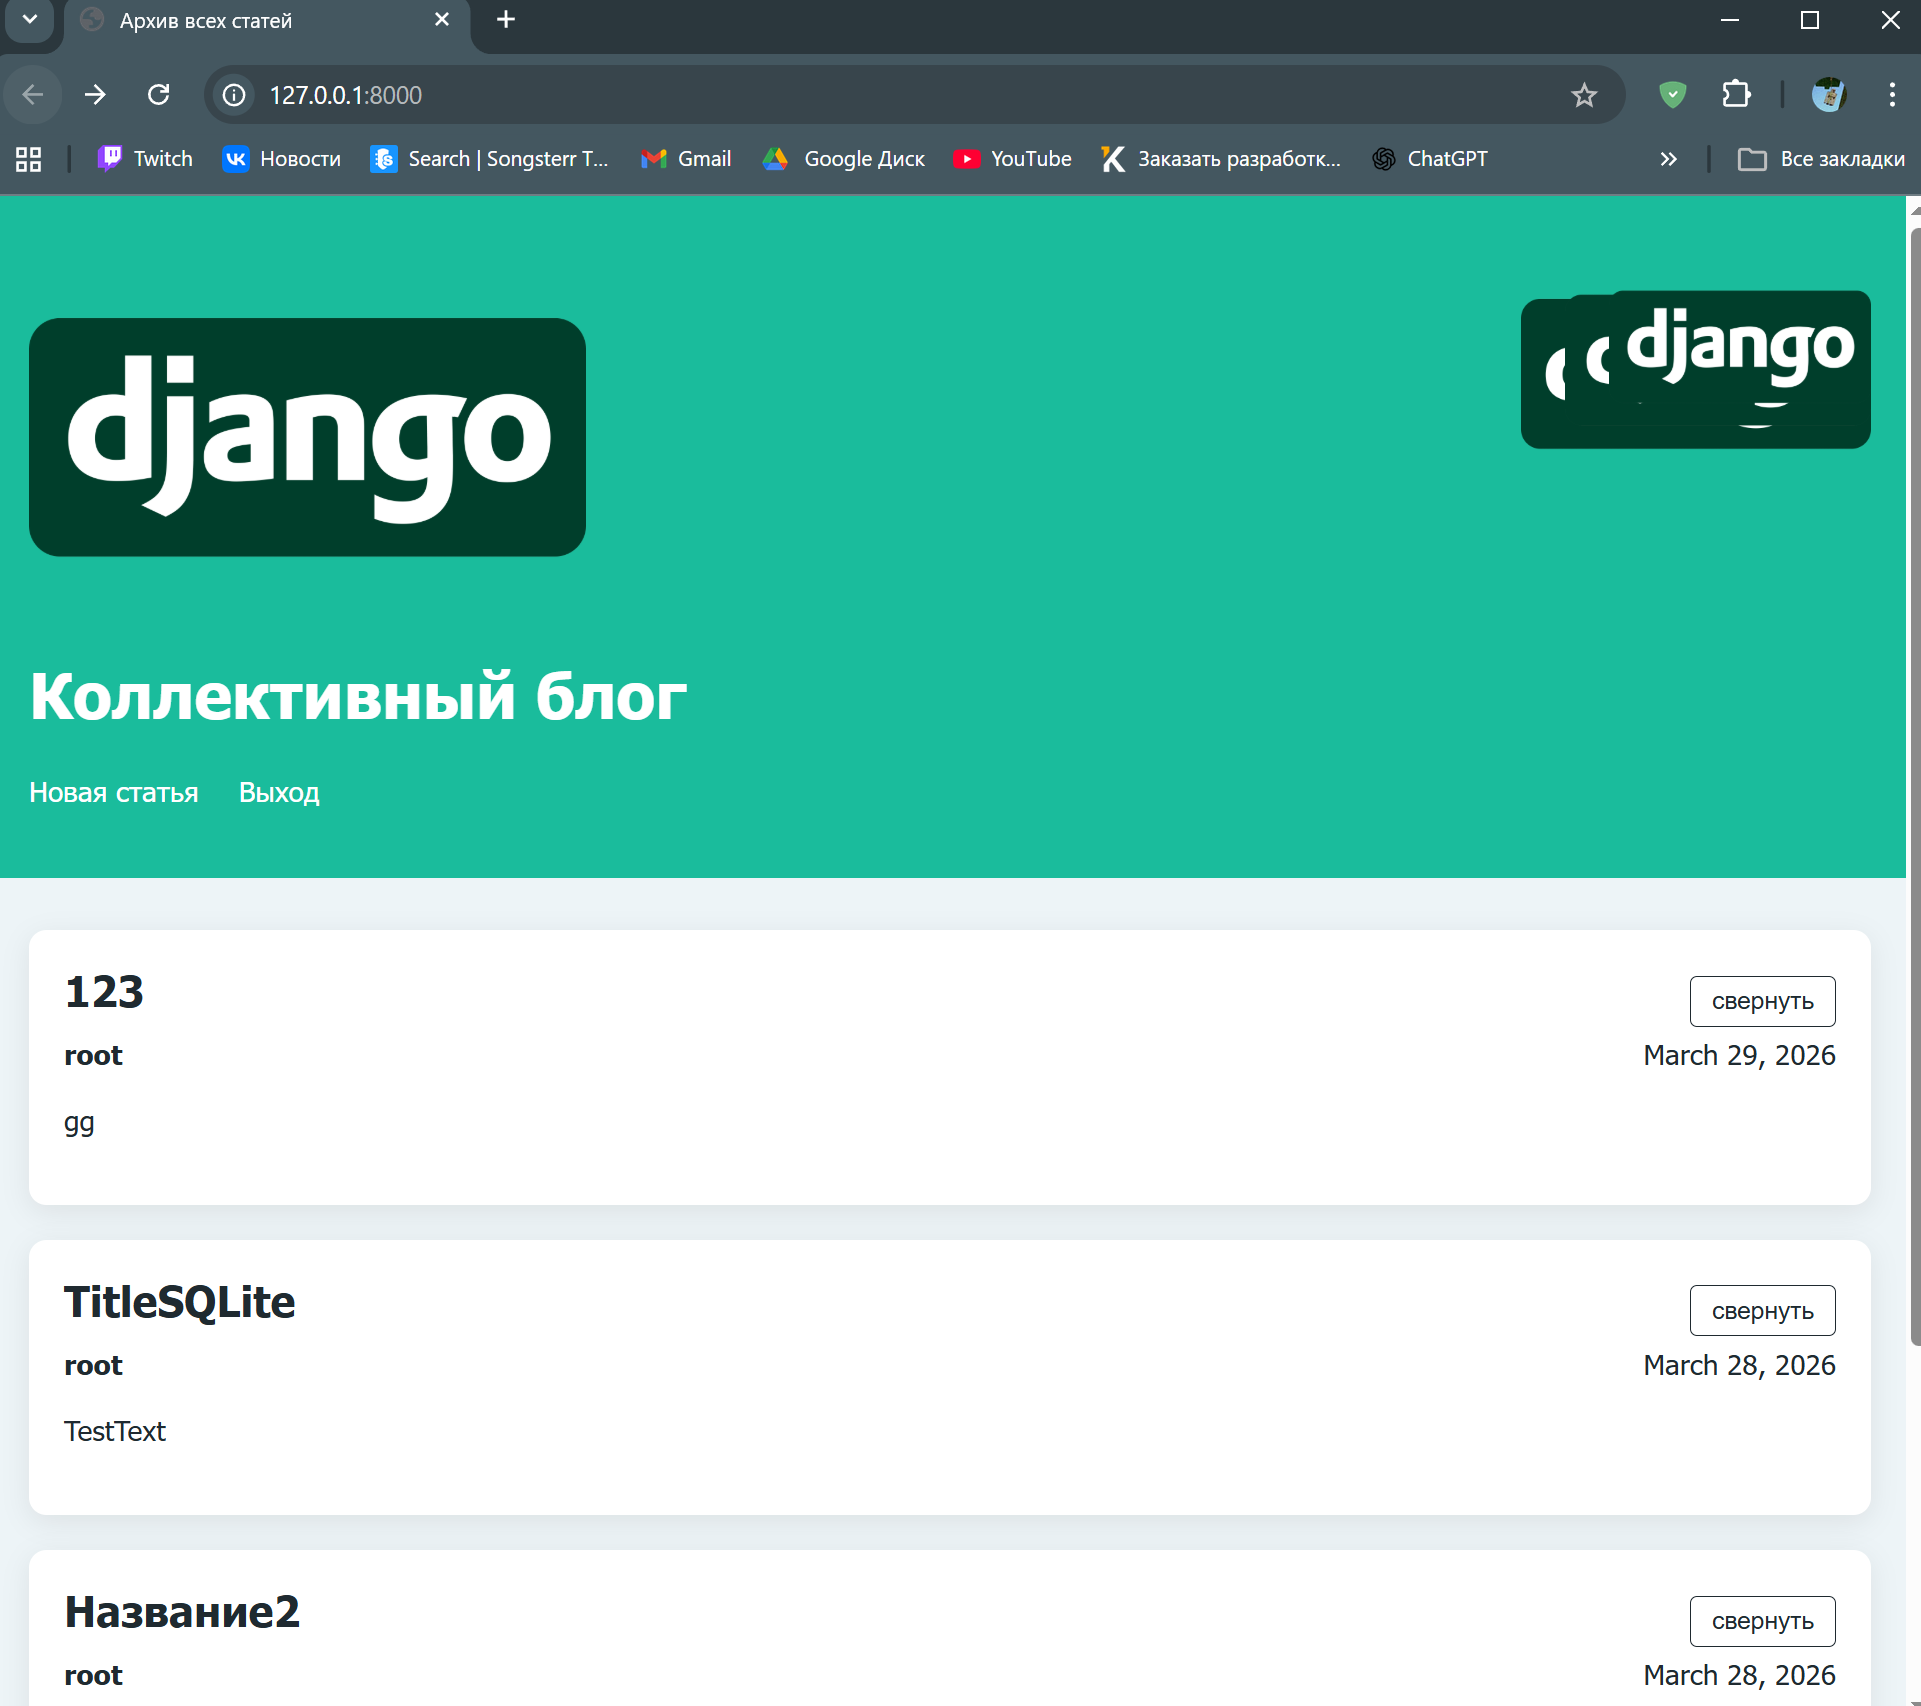 Архив всех статей
127.0.0.1:8000
Twitch
Новости
Search | Songsterr T...
Gmail
Google Диск
YouTube
Заказать разработк...
ChatGPT
Все закладки
django
django
Коллективный блог
Новая статья
Выход
123
свернуть
root
March 29, 2026
gg
TitleSQLite
свернуть
root
March 28, 2026
TestText
Название2
свернуть
root
March 28, 2026